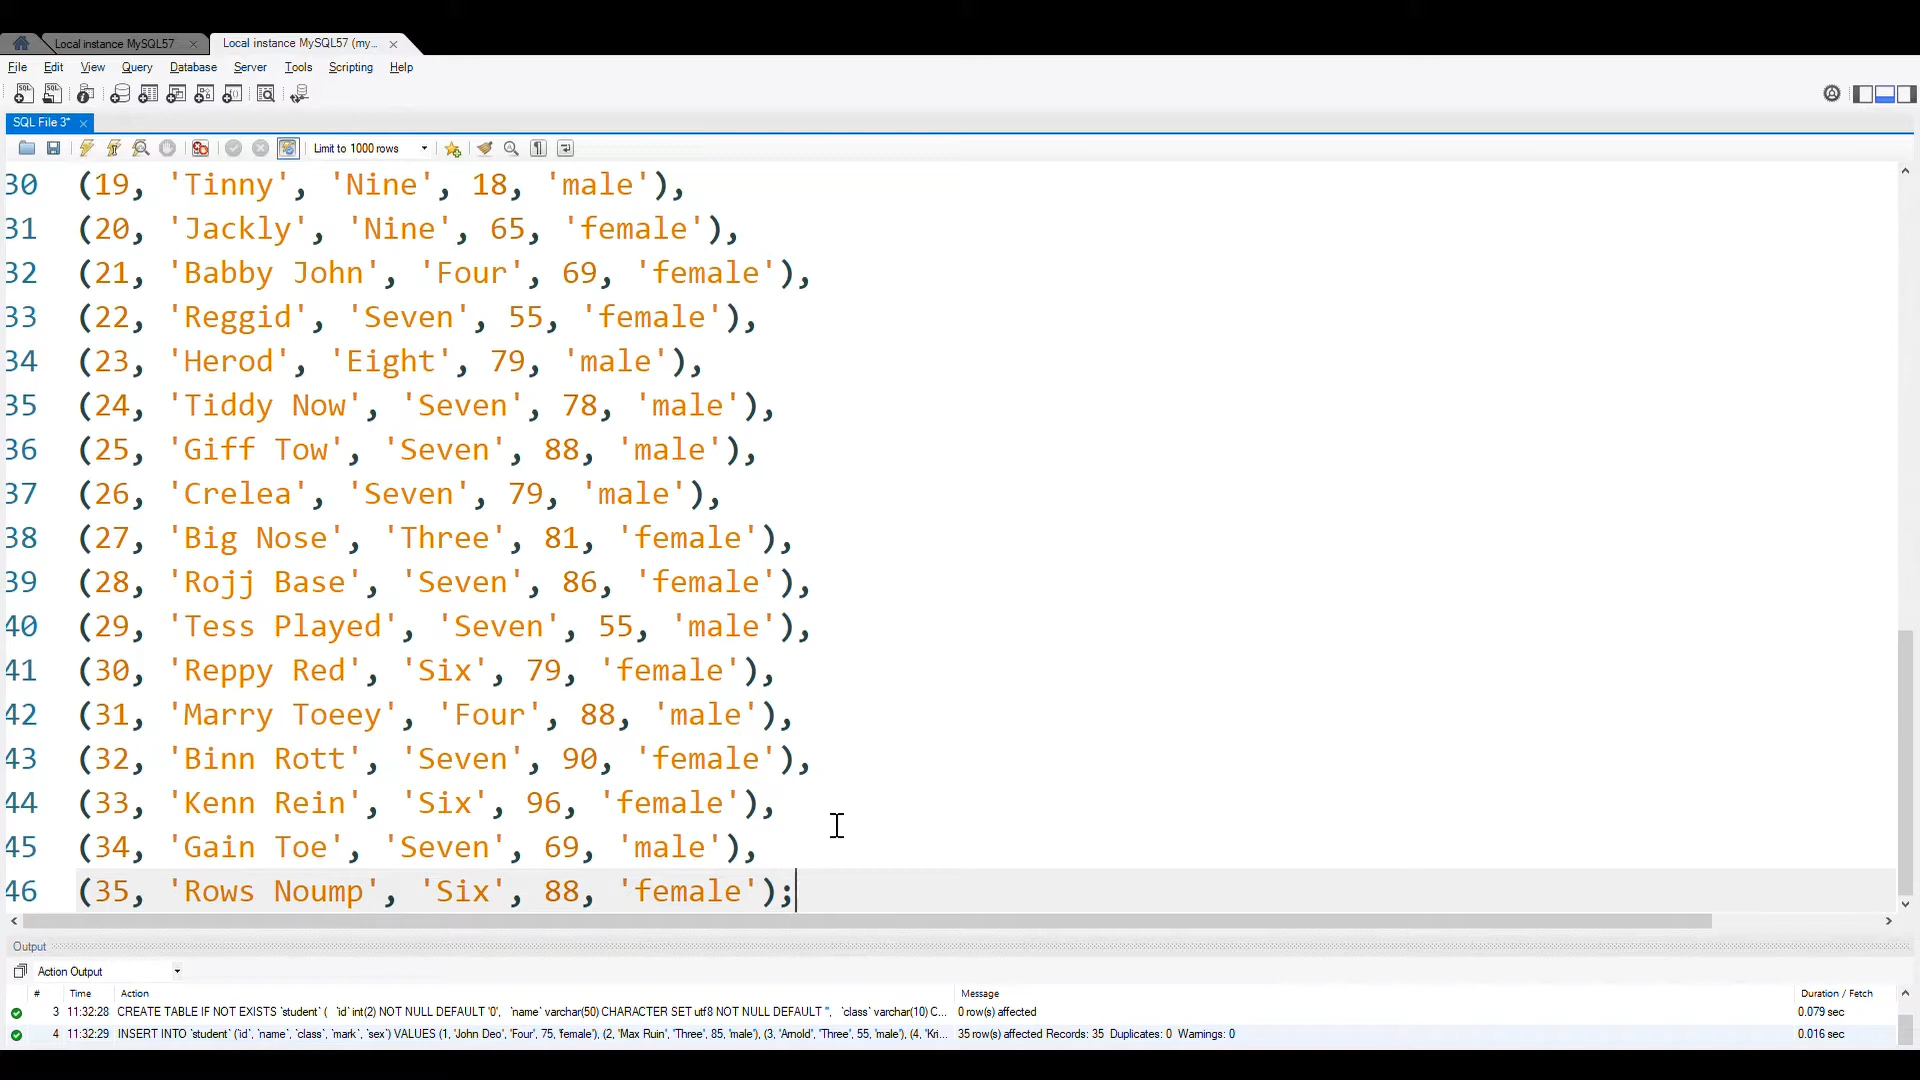 Local instance MySQL57
Local instance MySQL57 (my...
File Edit View Query Database Server Tools Scripting Help
SQL File 3*
Limit to 1000 rows
30 (19, 'Tinny', 'Nine', 18, 'male'),
31 (20, 'Jackly', 'Nine', 65, 'female'),
32 (21, 'Babby John', 'Four', 69, 'female'),
33 (22, 'Reggid', 'Seven', 55, 'female'),
34 (23, 'Herod', 'Eight', 79, 'male'),
35 (24, 'Tiddy Now', 'Seven', 78, 'male'),
36 (25, 'Giff Tow', 'Seven', 88, 'male'),
37 (26, 'Crelea', 'Seven', 79, 'male'),
38 (27, 'Big Nose', 'Three', 81, 'female'),
39 (28, 'Rojj Base', 'Seven', 86, 'female'),
40 (29, 'Tess Played', 'Seven', 55, 'male'),
41 (30, 'Reppy Red', 'Six', 79, 'female'),
42 (31, 'Marry Toeey', 'Four', 88, 'male'),
43 (32, 'Binn Rott', 'Seven', 90, 'female'),
44 (33, 'Kenn Rein', 'Six', 96, 'female'),
45 (34, 'Gain Toe', 'Seven', 69, 'male'),
46 (35, 'Rows Noump', 'Six', 88, 'female');
Output
Action Output
# Time Action Message Duration / Fetch
3 11:32:28 CREATE TABLE IF NOT EXISTS `student` ( `id` int(2) NOT NULL DEFAULT '0', `name` varchar(50) CHARACTER SET utf8 NOT NULL DEFAULT '', `class` varchar(10) C... 0 row(s) affected 0.079 sec
4 11:32:29 INSERT INTO `student` (`id`, `name`, `class`, `mark`, `sex`) VALUES (1, 'John Deo', 'Four', 75, 'female'), (2, 'Max Ruin', 'Three', 85, 'male'), (3, 'Arnold', 'Three', 55, 'male'), (4, 'Kri... 35 row(s) affected Records: 35 Duplicates: 0 Warnings: 0 0.016 sec